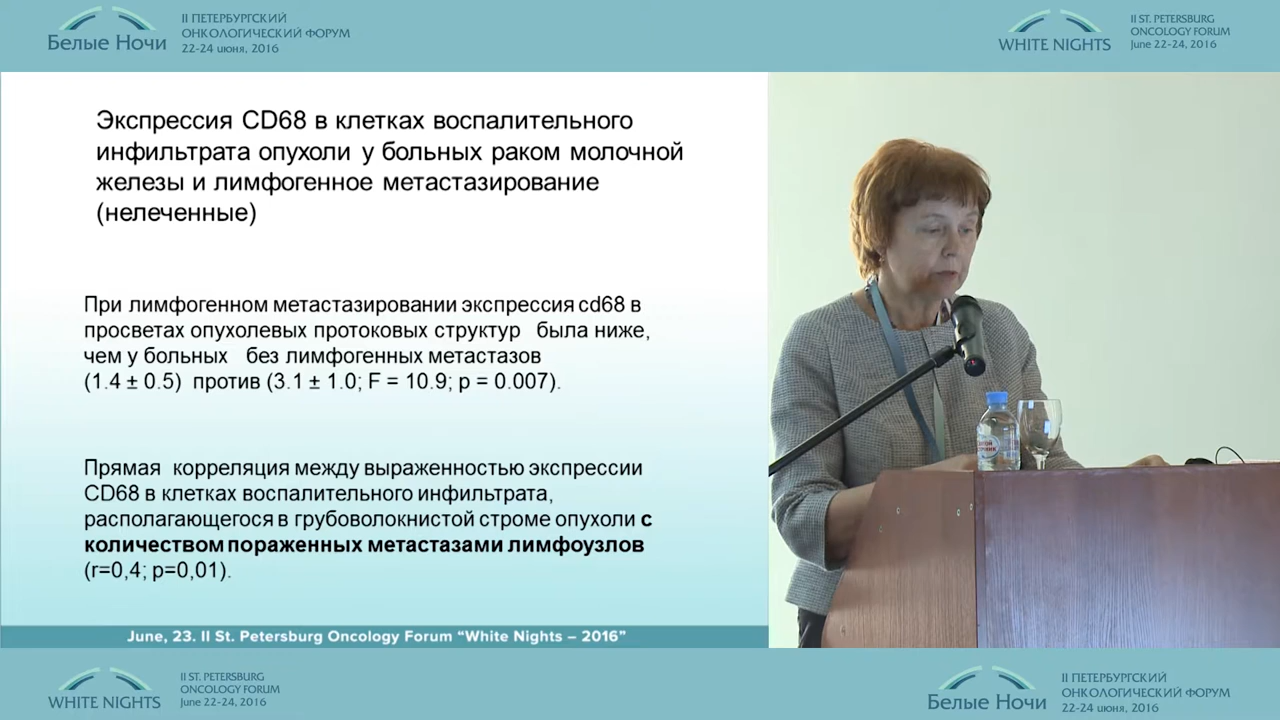 Белые Ночи
II ПЕТЕРБУРГСКИЙ
ОНКОЛОГИЧЕСКИЙ ФОРУМ
22-24 июня, 2016
WHITE NIGHTS
II ST. PETERSBURG
ONCOLOGY FORUM
June 22-24, 2016
Экспрессия CD68 в клетках воспалительного
инфильтрата опухоли у больных раком молочной
железы и лимфогенное метастазирование
(нелеченные)
При лимфогенном метастазировании экспрессия cd68 в
просветах опухолевых протоковых структур была ниже,
чем у больных без лимфогенных метастазов
(1.4 ± 0.5) против (3.1 ± 1.0; F = 10.9; p = 0.007).
Прямая корреляция между выраженностью экспрессии
CD68 в клетках воспалительного инфильтрата,
располагающегося в грубоволокнистой строме опухоли с
количеством пораженных метастазами лимфоузлов
(r=0,4; p=0,01).
June, 23. II St. Petersburg Oncology Forum “White Nights – 2016”
WHITE NIGHTS
II ST. PETERSBURG
ONCOLOGY FORUM
June 22-24, 2016
Белые Ночи
II ПЕТЕРБУРГСКИЙ
ОНКОЛОГИЧЕСКИЙ ФОРУМ
22-24 июня, 2016